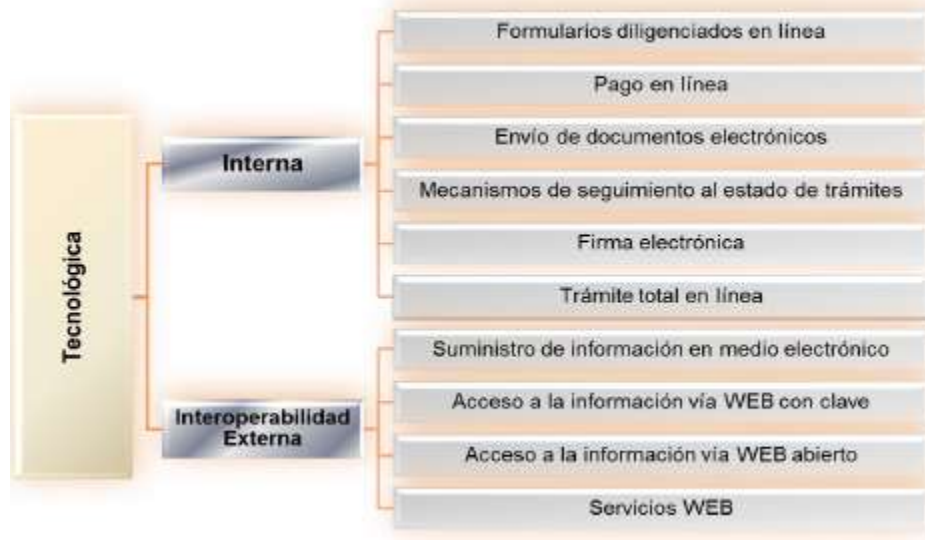 Tecnológica
Interna
Formularios diligenciados en línea
Pago en línea
Envío de documentos electrónicos
Mecanismos de seguimiento al estado de trámites
Firma electrónica
Trámite total en línea
Interoperabilidad
Externa
Suministro de información en medio electrónico
Acceso a la información vía WEB con clave
Acceso a la información vía WEB abierto
Servicios WEB